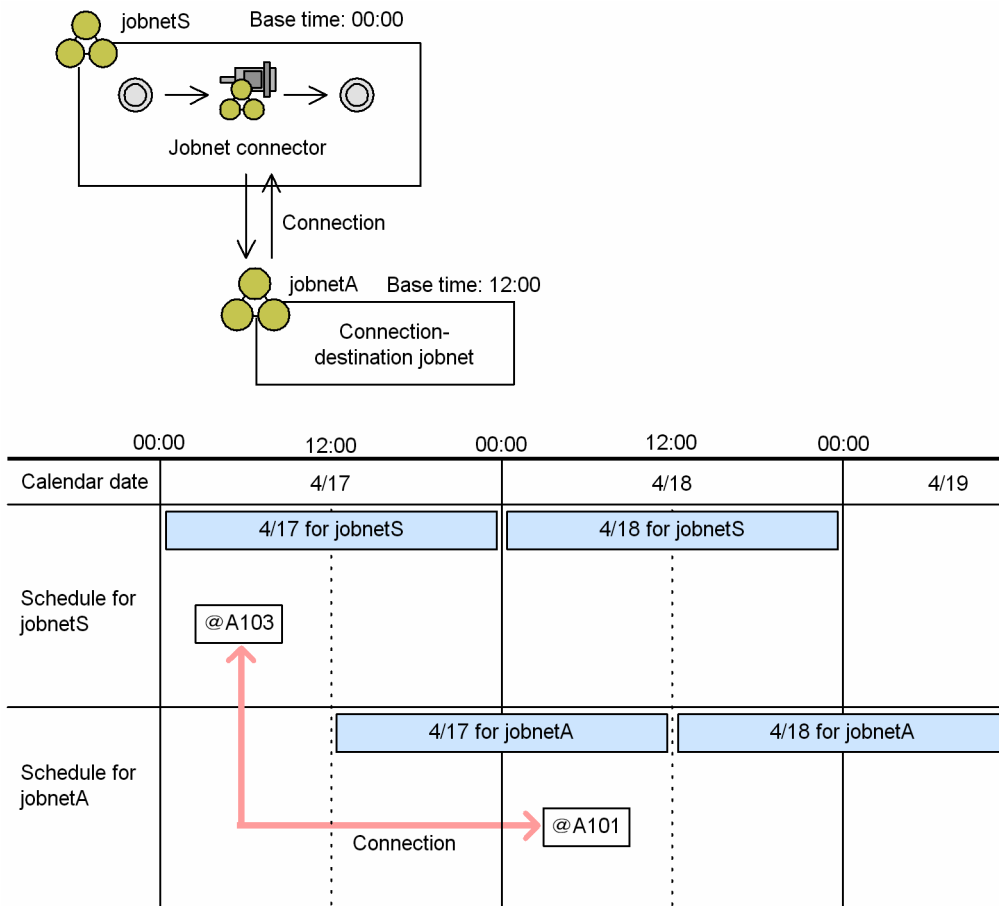 jobnetS Base time: 00:00
Jobnet connector
Connection
jobnetA Base time: 12:00
Connection-
destination jobnet
00:00 12:00 00:00 12:00 00:00
Calendar date 4/17 4/18 4/19
4/17 for jobnetS 4/18 for jobnetS
Schedule for
jobnetS
@A103
4/17 for jobnetA 4/18 for jobnetA
Schedule for
jobnetA
@A101
Connection